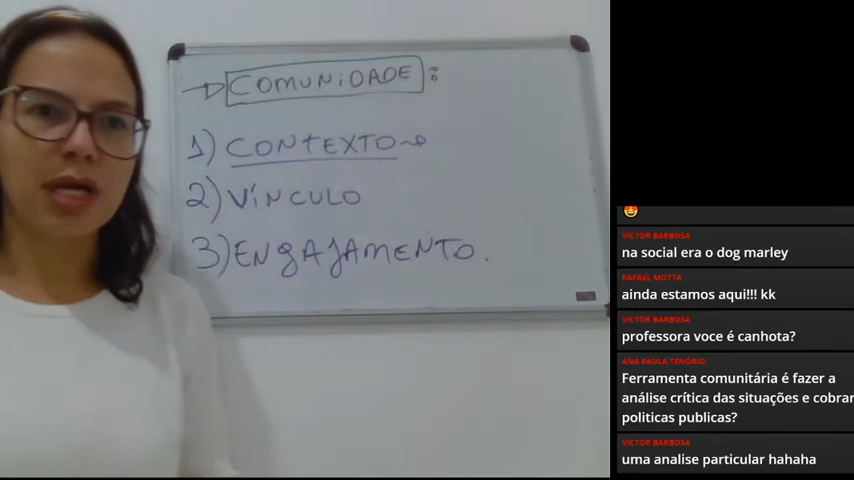 → COMUNIDADE:
1) CONTEXTO →
2) VÍNCULO
3) ENGAJAMENTO.
VICTOR BARBOSA
na social era o dog marley
RAFAEL MOTTA
ainda estamos aqui!!! kk
VICTOR BARBOSA
professora voce é canhota?
ANA PAULA TENÓRIO
Ferramenta comunitária é fazer a
análise crítica das situações e cobrar
politicas publicas?
VICTOR BARBOSA
uma analise particular hahaha